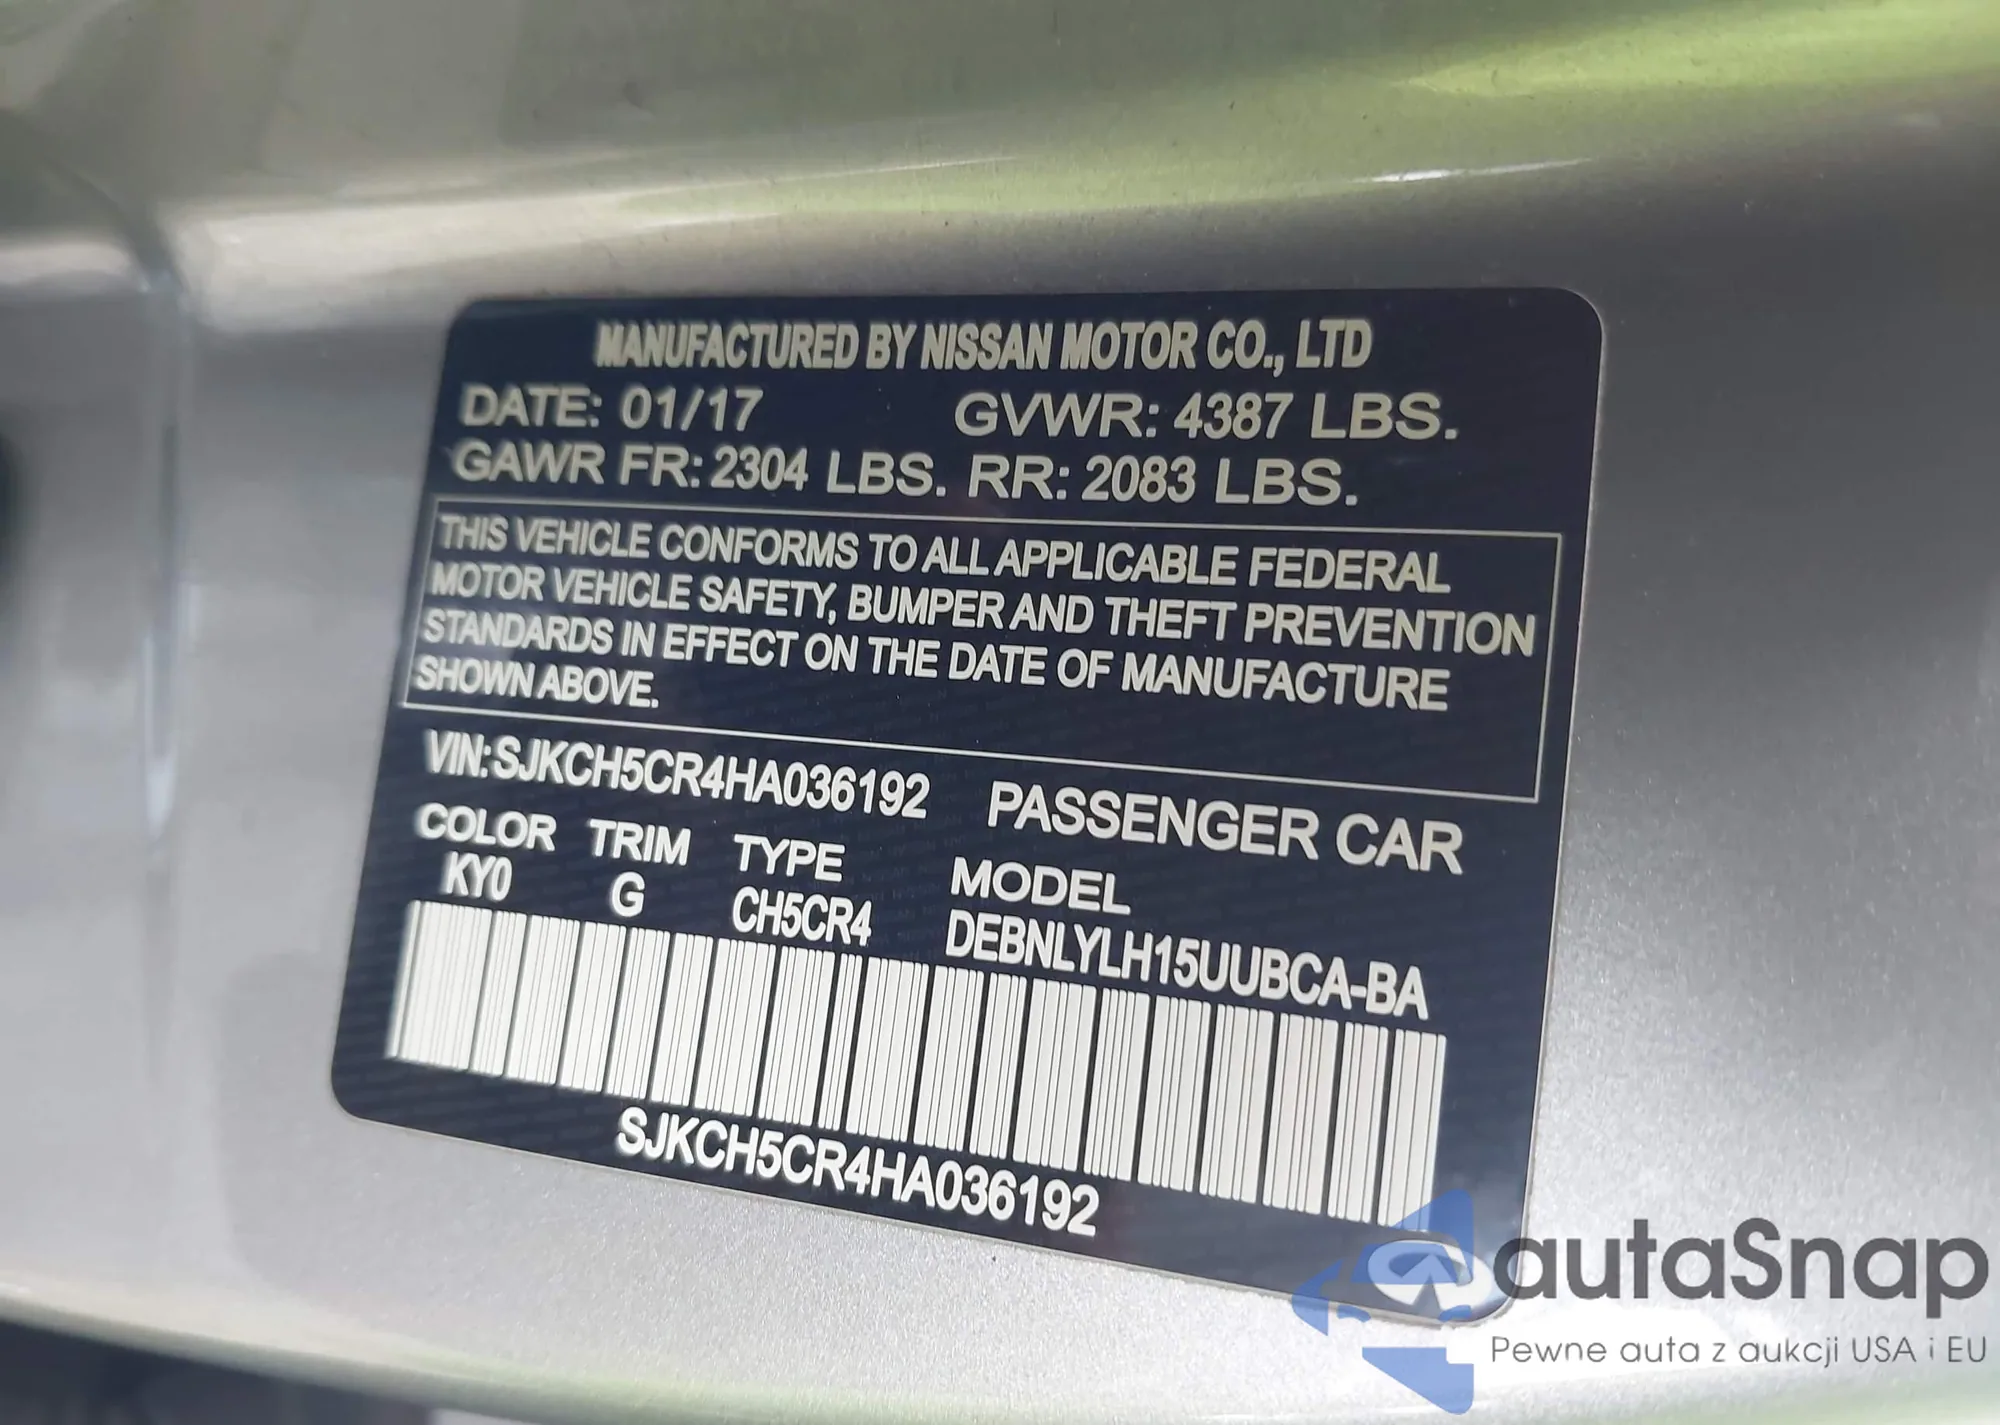 MANUFACTURED BY NISSAN MOTOR CO., LTD
DATE: 01/17 GVWR: 4387 LBS.
GAWR FR: 2304 LBS. RR: 2083 LBS.
THIS VEHICLE CONFORMS TO ALL APPLICABLE FEDERAL
MOTOR VEHICLE SAFETY, BUMPER AND THEFT PREVENTION
STANDARDS IN EFFECT ON THE DATE OF MANUFACTURE
SHOWN ABOVE.
VIN:SJKCH5CR4HA036192 PASSENGER CAR
COLOR TRIM TYPE MODEL
KY0 G CH5CR4 DEBNLYLH15UUBCA-BA
SJKCH5CR4HA036192
autaSnap
Pewne auta z aukcji USA i EU